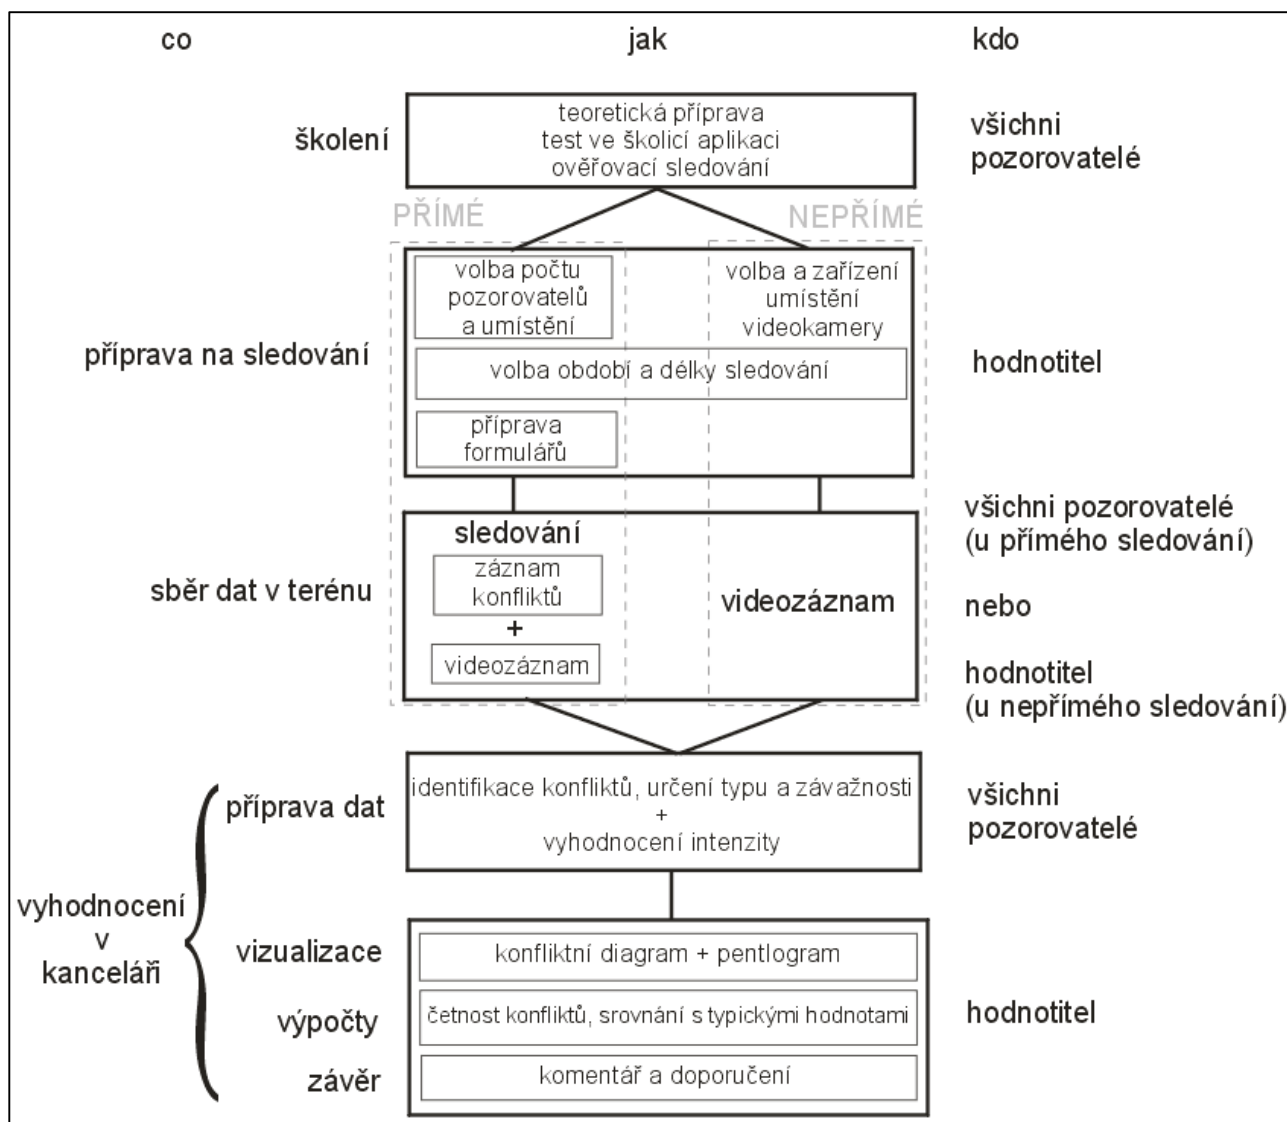 co
jak
kdo
školení
teoretická příprava
test ve školicí aplikaci
ověřovací sledování
všichni
pozorovatelé
PŘÍMÉ
NEPŘÍMÉ
příprava na sledování
volba počtu
pozorovatelů
a umístění
volba a zařízení
umístění
videokamery
volba období a délky sledování
příprava
formulářů
hodnotitel
sběr dat v terénu
sledování
záznam
konfliktů
+
videozáznam
videozáznam
všichni pozorovatelé
(u přímého sledování)
nebo
hodnotitel
(u nepřímého sledování)
vyhodnocení
v
kanceláři
příprava dat
identifikace konfliktů, určení typu a závažnosti
+
vyhodnocení intenzity
všichni
pozorovatelé
vizualizace
konfliktní diagram + pentlogram
výpočty
četnost konfliktů, srovnání s typickými hodnotami
hodnotitel
závěr
komentář a doporučení